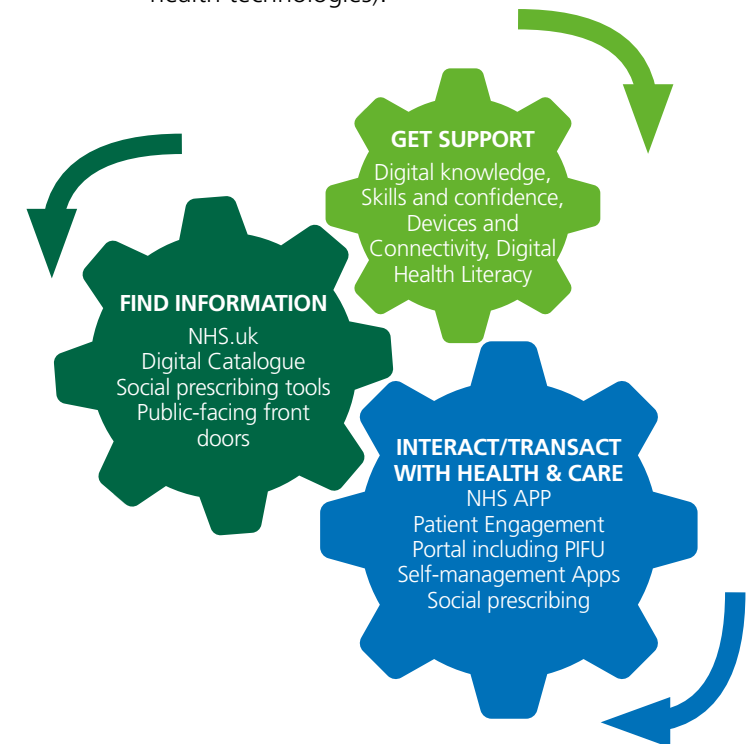 health technologies).
GET SUPPORT
Digital knowledge,
Skills and confidence,
Devices and
Connectivity, Digital
Health Literacy
FIND INFORMATION
NHS.uk
Digital Catalogue
Social prescribing tools
Public-facing front
doors
INTERACT/TRANSACT
WITH HEALTH & CARE
NHS APP
Patient Engagement
Portal including PIFU
Self-management Apps
Social prescribing